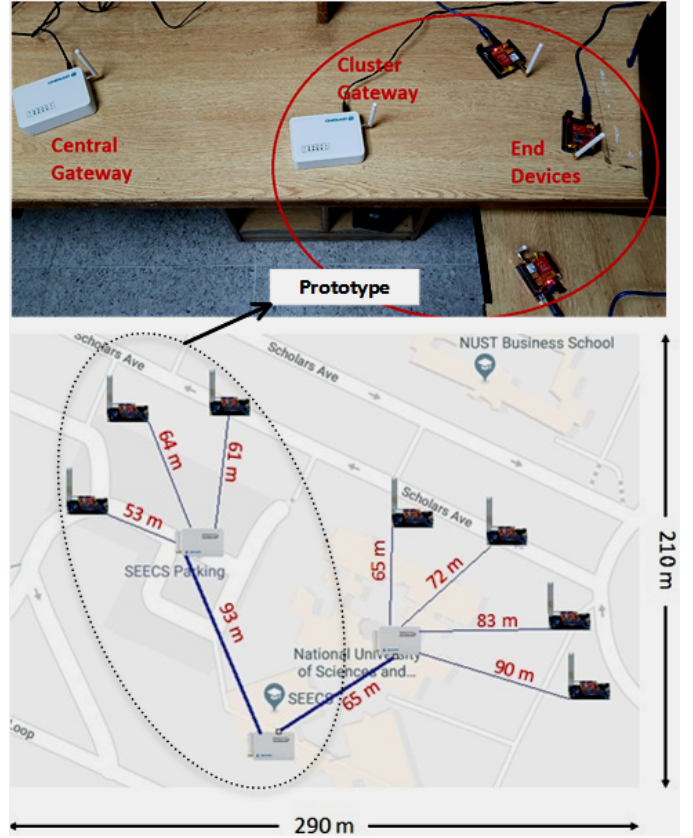 Central
Gateway
Cluster
Gateway
End
Devices
Prototype
Scholars Ave
Scholars Ave
NUST Business School
64 m
61 m
53 m
SEECS Parking
93 m
Scholars Ave
65 m
72 m
83 m
90 m
National University
of Sciences and...
SEECS
65 m
Loop
210 m
290 m